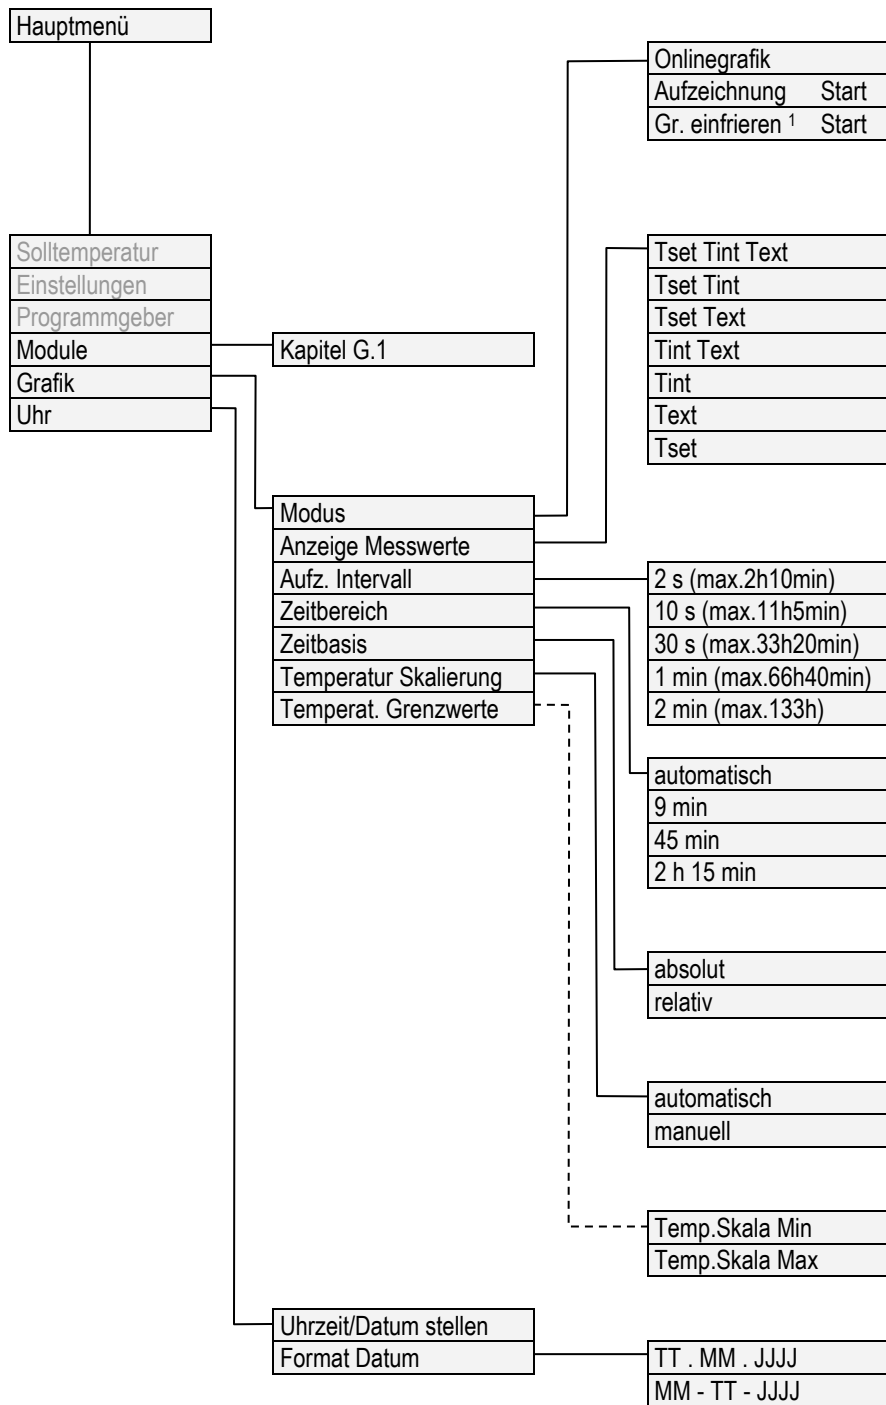 Hauptmenü
Onlinegrafik
Aufzeichnung Start
Gr. einfrieren ¹ Start
Solltemperatur
Einstellungen
Programmgeber
Module
Grafik
Uhr
Kapitel G.1
Tset Tint Text
Tset Tint
Tset Text
Tint Text
Tint
Text
Tset
Modus
Anzeige Messwerte
Aufz. Intervall
Zeitbereich
Zeitbasis
Temperatur Skalierung
Temperat. Grenzwerte
2 s (max.2h10min)
10 s (max.11h5min)
30 s (max.33h20min)
1 min (max.66h40min)
2 min (max.133h)
automatisch
9 min
45 min
2 h 15 min
absolut
relativ
automatisch
manuell
Temp.Skala Min
Temp.Skala Max
Uhrzeit/Datum stellen
Format Datum
TT . MM . JJJJ
MM - TT - JJJJ